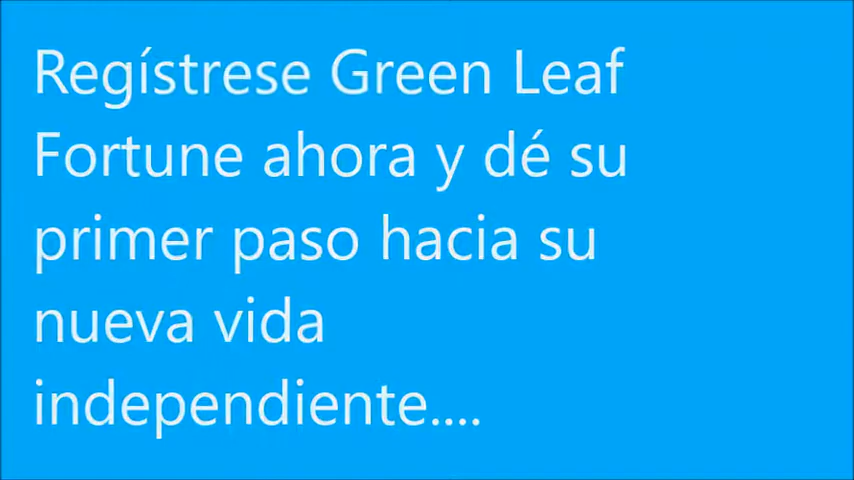 Regístrese Green Leaf
Fortune ahora y dé su
primer paso hacia su
nueva vida
independiente....